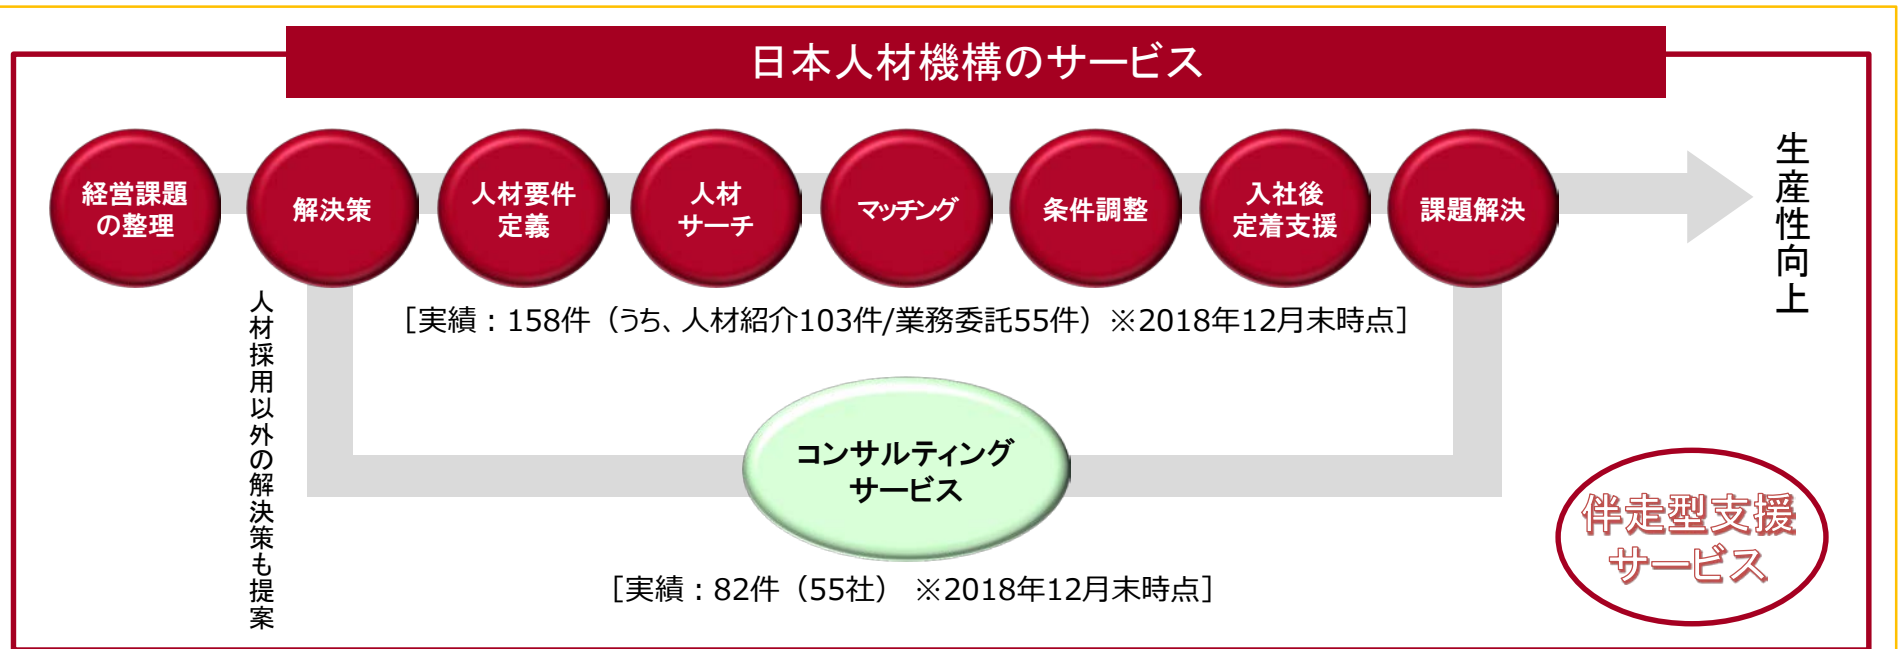 日本人材機構のサービス
経営課題
の整理
解決策
人材要件
定義
人材
サーチ
マッチング
条件調整
入社後
定着支援
課題解決
生産性向上
［実績：158件（うち、人材紹介103件/業務委託55件）※2018年12月末時点］
人材採用以外の解決策も提案
コンサルティング
サービス
［実績：82件（55社） ※2018年12月末時点］
伴走型支援
サービス